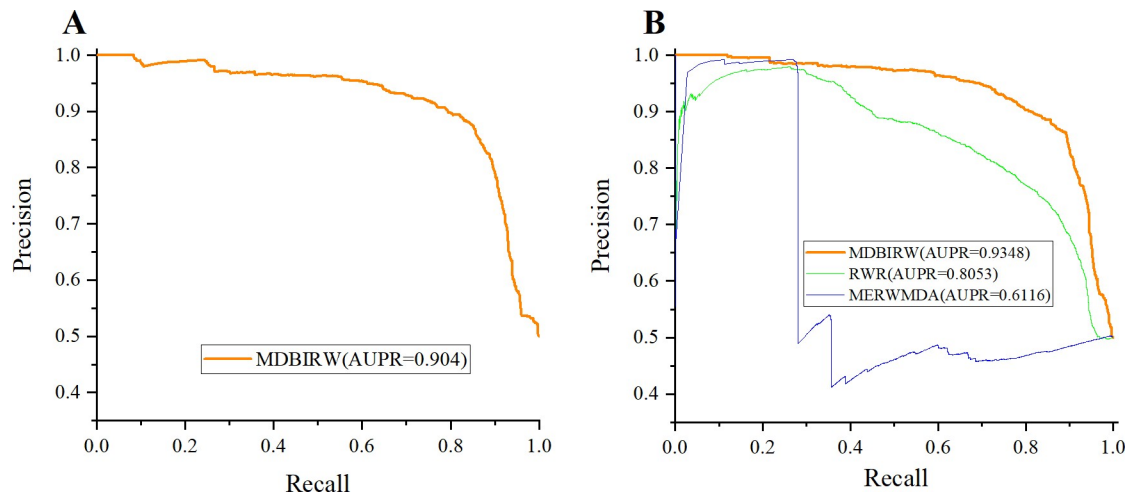 A
1.0
0.9
0.8
0.7
0.6
0.5
0.4
Precision
MDBIRW(AUPR=0.904)
0.0 0.2 0.4 0.6 0.8 1.0
Recall
B
1.0
0.9
0.8
0.7
0.6
0.5
0.4
Precision
MDBIRW(AUPR=0.9348)
RWR(AUPR=0.8053)
MERWMDA(AUPR=0.6116)
0.0 0.2 0.4 0.6 0.8 1.0
Recall